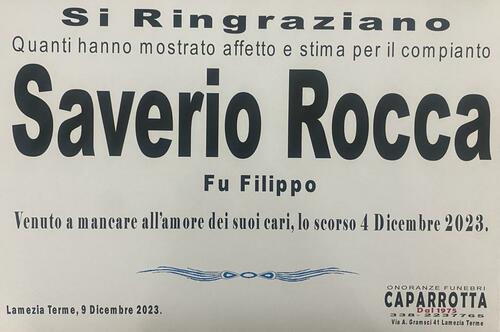 Si Ringraziano
Quanti hanno mostrato affetto e stima per il compianto
Saverio Rocca
Fu Filippo
Venuto a mancare all'amore dei suoi cari, lo scorso 4 Dicembre 2023.
Lamezia Terme, 9 Dicembre 2023.
ONORANZE FUNEBRI
CAPARROTTA
Dal 1975
338-2237765
Via A. Gramsci 41 Lamezia Terme